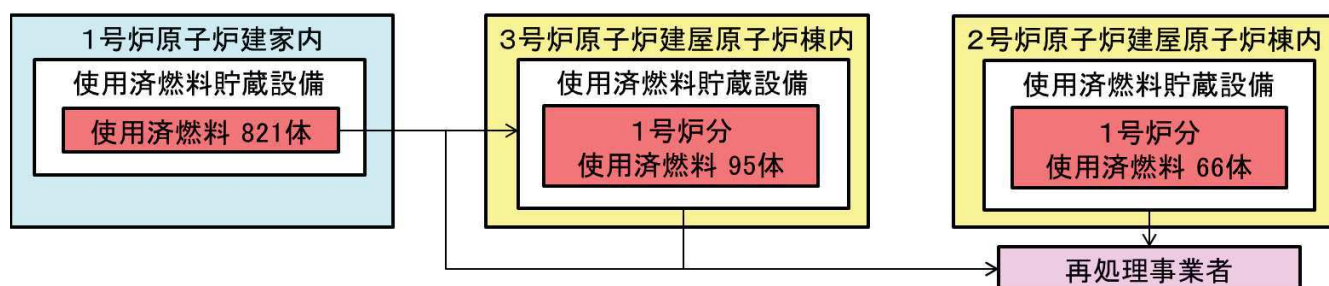 1号炉原子炉建家内
使用済燃料貯蔵設備
使用済燃料 821体
3号炉原子炉建屋原子炉棟内
使用済燃料貯蔵設備
1号炉分
使用済燃料 95体
2号炉原子炉建屋原子炉棟内
使用済燃料貯蔵設備
1号炉分
使用済燃料 66体
再処理事業者